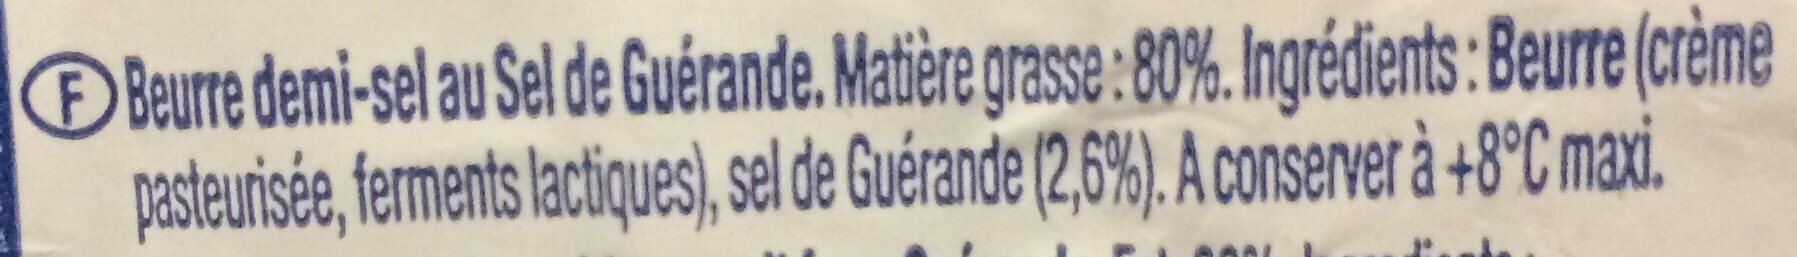 F Beurre demi-sel au Sel de Guérande. Matière grasse : 80%. Ingrédients : Beurre (crème
pasteurisée, ferments lactiques), sel de Guérande (2,6%). A conserver à +8°C maxi.